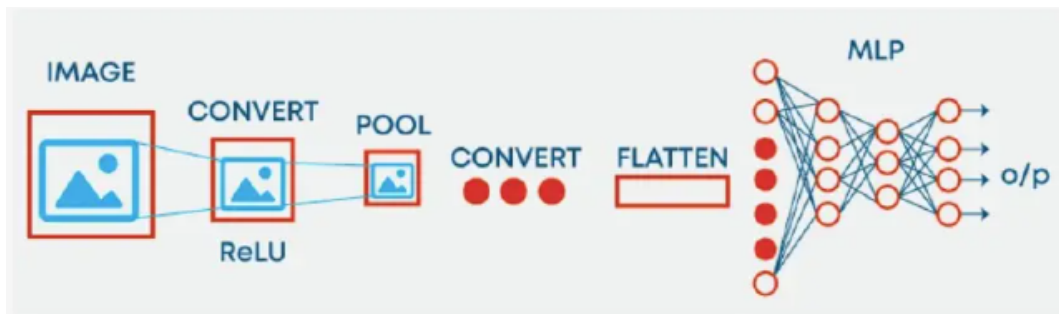 IMAGE
CONVERT
ReLU
POOL
CONVERT
FLATTEN
MLP
o/p